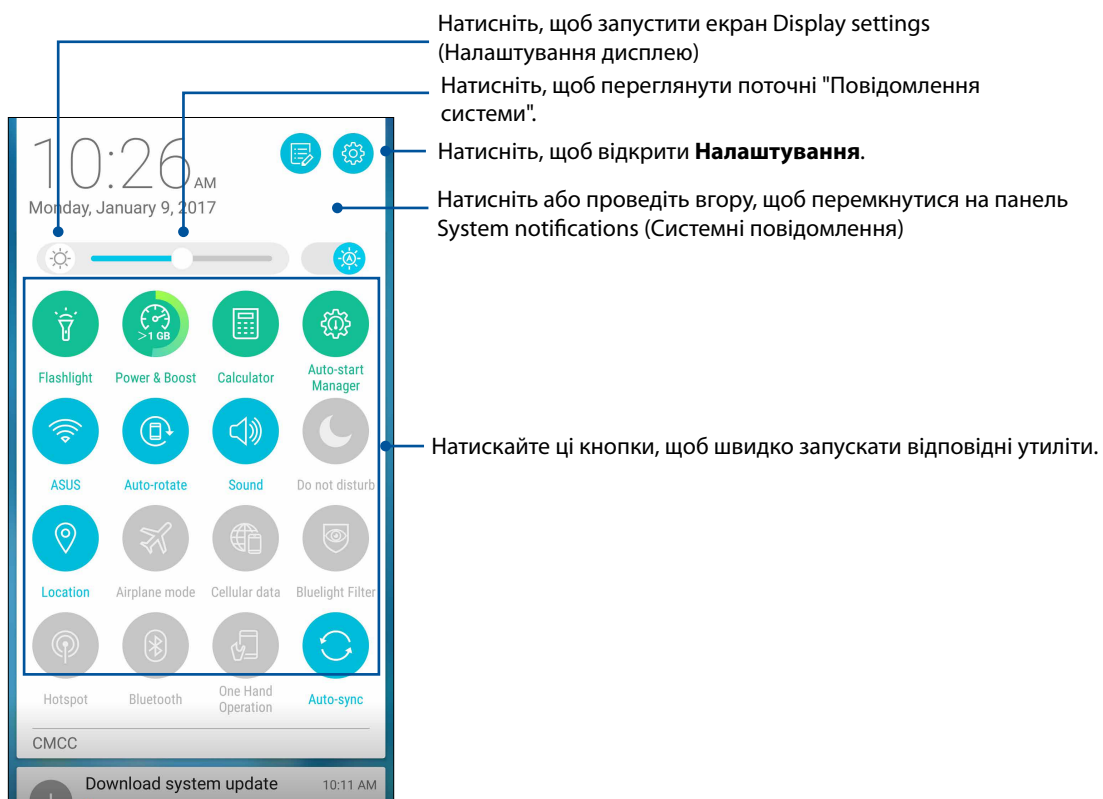 Натисніть, щоб запустити екран Display settings
(Налаштування дисплею)
Натисніть, щоб переглянути поточні "Повідомлення
системи".
Натисніть, щоб відкрити Налаштування.
Натисніть або проведіть вгору, щоб перемкнутися на панель
System notifications (Системні повідомлення)
Натискайте ці кнопки, щоб швидко запускати відповідні утиліти.
10:26 AM
Monday, January 9, 2017
A
>1 GB
Flashlight
Power & Boost
Calculator
Auto-start
Manager
ASUS
Auto-rotate
Sound
Do not disturb
Location
Airplane mode
Cellular data
Bluelight Filter
Hotspot
Bluetooth
One Hand
Operation
Auto-sync
CMCC
Download system update
10:11 AM